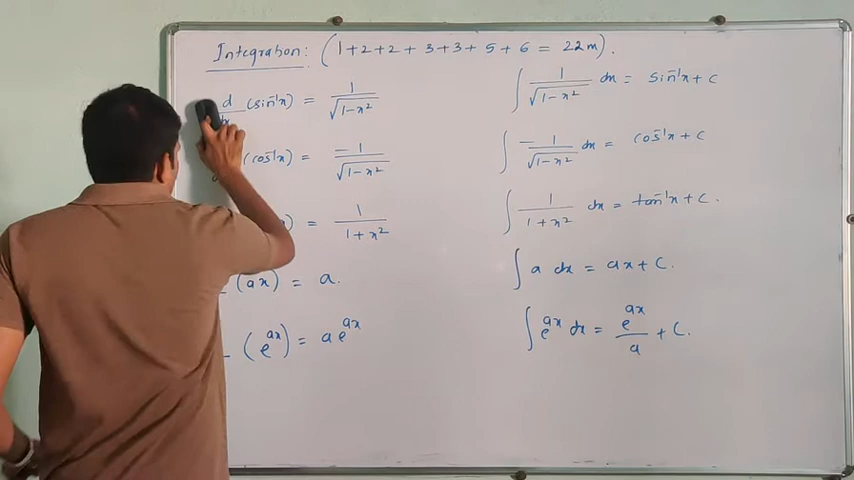 Integration: (1+2+2+3+3+5+6 = 22m).
d (sin⁻¹x) = 1/√(1-x²)
∫ 1/√(1-x²) dx = sin⁻¹x + c
(cos⁻¹x) = -1/√(1-x²)
∫ -1/√(1-x²) dx = cos⁻¹x + c
x) = 1/(1+x²)
∫ 1/(1+x²) dx = tan⁻¹x + c.
(ax) = a.
∫ a dx = ax + c.
(e^(ax)) = a e^(ax)
∫ e^(ax) dx = e^(ax)/a + c.